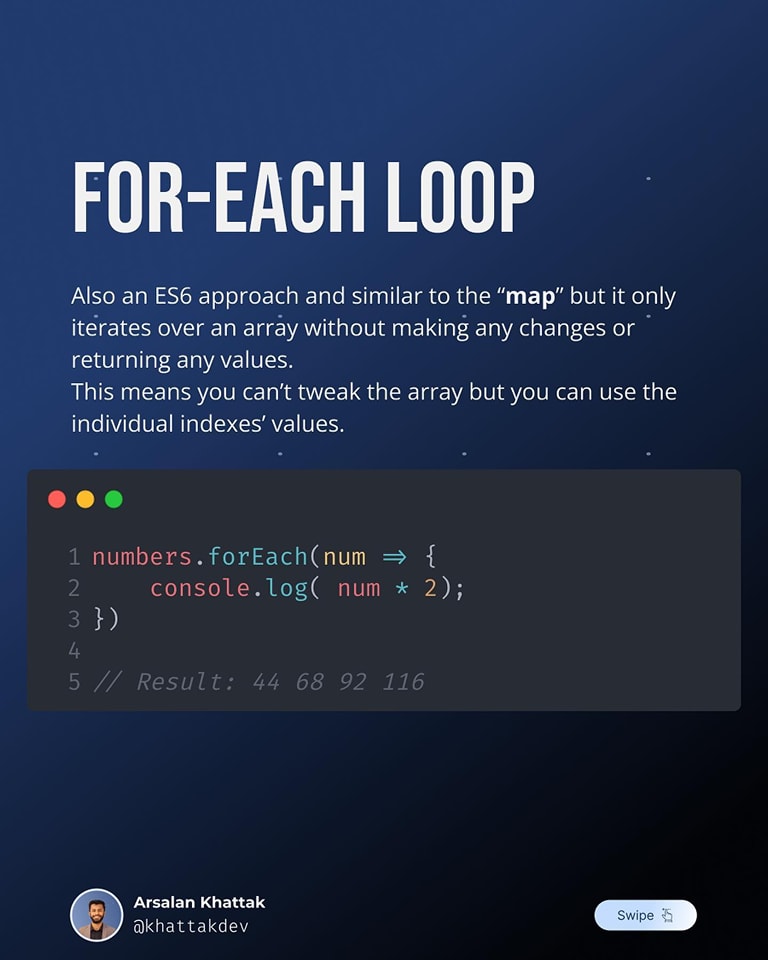 FOR-EACH LOOP
Also an ES6 approach and similar to the “map” but it only
iterates over an array without making any changes or
returning any values.
This means you can’t tweak the array but you can use the
individual indexes’ values.
1 numbers.forEach(num => {
2     console.log( num * 2);
3 })
4
5 // Result: 44 68 92 116
Arsalan Khattak
@khattakdev
Swipe